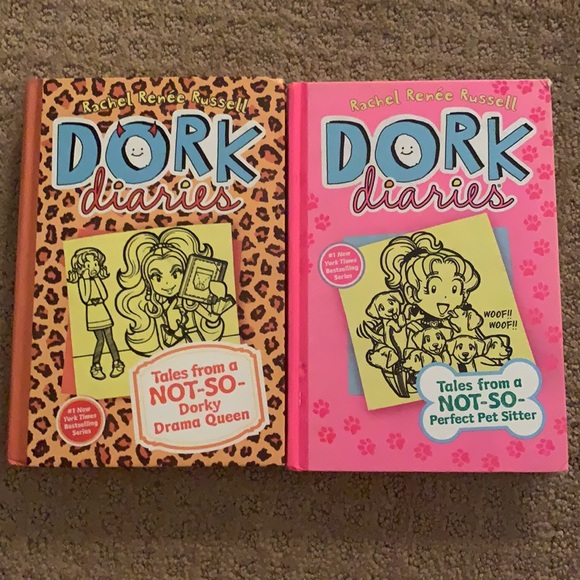 Rachel Renée Russell
DORK
diaries
Tales from a
NOT-SO-
Dorky
Drama Queen
#1 New
York Times
Bestselling
Series
Rachel Renée Russell
DORK
diaries
#1 New
York Times
Bestselling
Series
WOOF!!
WOOF!!
Tales from a
NOT-SO-
Perfect Pet Sitter